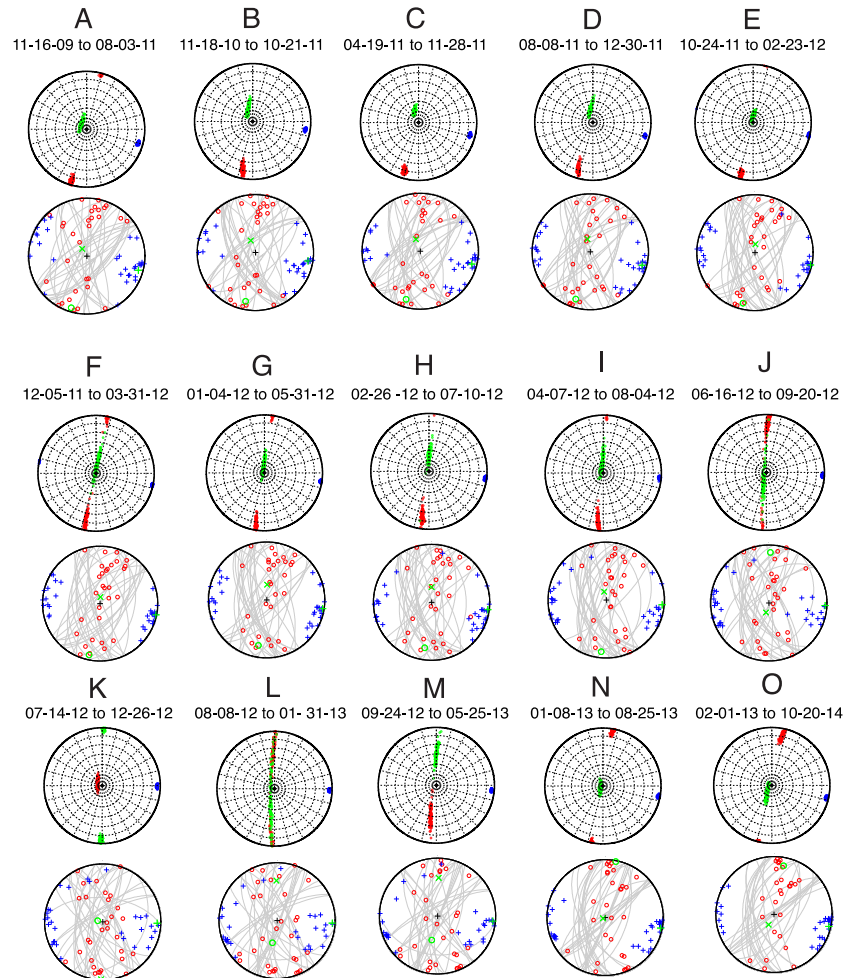 A B C D E
11-16-09 to 08-03-11 11-18-10 to 10-21-11 04-19-11 to 11-28-11 08-08-11 to 12-30-11 10-24-11 to 02-23-12
F G H I J
12-05-11 to 03-31-12 01-04-12 to 05-31-12 02-26 -12 to 07-10-12 04-07-12 to 08-04-12 06-16-12 to 09-20-12
K L M N O
07-14-12 to 12-26-12 08-08-12 to 01- 31-13 09-24-12 to 05-25-13 01-08-13 to 08-25-13 02-01-13 to 10-20-14